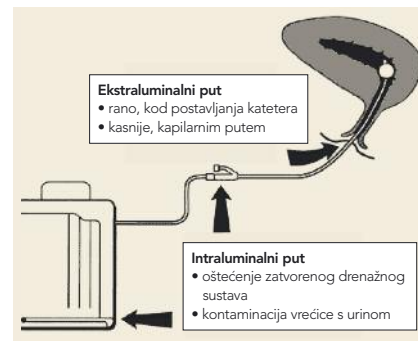 Ekstraluminalni put
• rano, kod postavljanja katetera
• kasnije, kapilarnim putem
Intraluminalni put
• oštećenje zatvorenog drenažnog
sustava
• kontaminacija vrećice s urinom